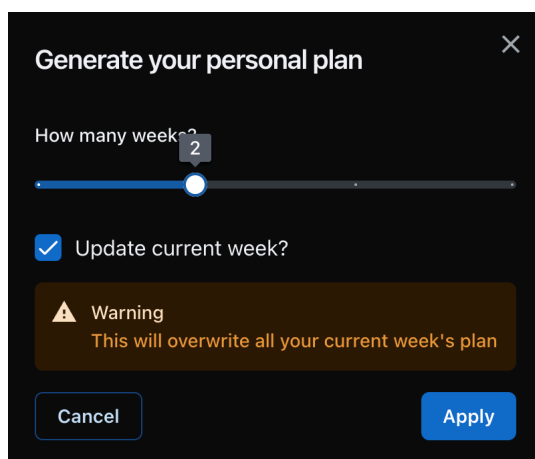 Generate your personal plan
How many weeks?
2
Update current week?
Warning
This will overwrite all your current week's plan
Cancel
Apply